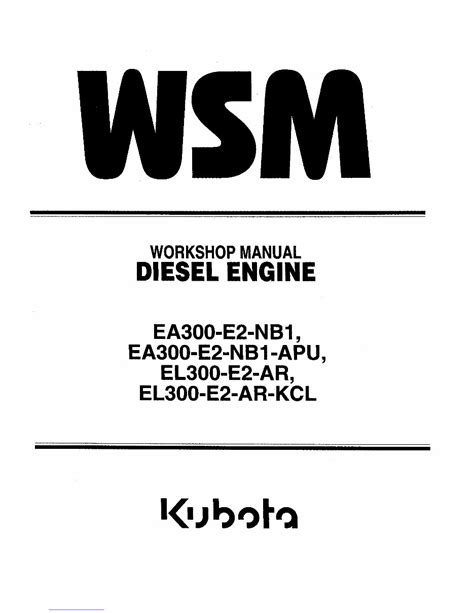 WSM
WORKSHOP MANUAL
DIESEL ENGINE
EA300-E2-NB1,
EA300-E2-NB1-APU,
EL300-E2-AR,
EL300-E2-AR-KCL
Kubota